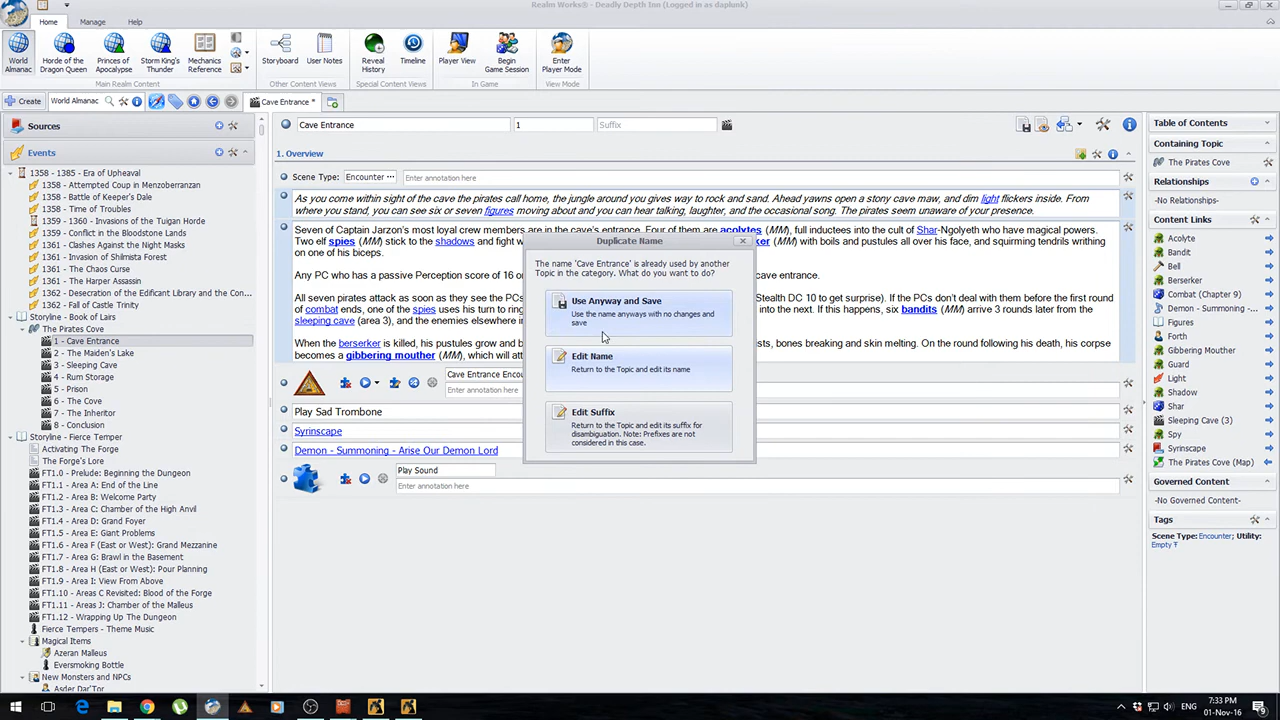 Realm Works® - Deadly Depth Inn (Logged in as daplunk)
Home Manage Help
World Almanac
Horde of the Dragon Queen
Princes of Apocalypse
Storm King's Thunder
Mechanics Reference
Storyboard
User Notes
Reveal History
Timeline
Player View
Begin Game Session
Enter Player Mode
Main Realm Content
Other Content Views
Special Content Views
In Game
View Mode
Create
World Almanac
Cave Entrance *
Sources
Events
1358 - 1385 - Era of Upheaval
1358 - Attempted Coup in Menzoberranzan
1358 - Battle of Keeper's Dale
1358 - Time of Troubles
1359 - 1360 - Invasions of the Tuigan Horde
1359 - Conflict in the Bloodstone Lands
1359 - Clashes Against the Night Masks
1361 - Invasion of Shilmista Forest
1361 - The Chaos Curse
1362 - Descecration of the Edificant Library and the Con...
1362 - Fall of Castle Trinity
Storyline - Book of Lairs
The Pirates Cove
1 - Cave Entrance
2 - The Maiden's Lake
3 - Sleeping Cave
4 - Rum Storage
5 - Prison
6 - The Cove
7 - The Inheritor
8 - Conclusion
Storyline - Fierce Temper
Activating The Forge
The Forge's Lore
FT1.0 - Prelude: Beginning the Dungeon
FT1.1 - Area A: End of the Line
FT1.2 - Area B: Welcome Party
FT1.3 - Area C: Chamber of the High Anvil
FT1.4 - Area D: Grand Foyer
FT1.5 - Area E: Giant Problems
FT1.6 - Area F (East or West): Grand Mezzanine
FT1.7 - Area G: Brawl in the Basement
FT1.8 - Area H (East or West): Pour Planning
FT1.9 - Area I: View From Above
FT1.10 - Areas C Revisited: Blood of the Forge
FT1.11 - Areas J: Chamber of the Malleus
FT1.12 - Wrapping Up The Dungeon
Fierce Tempers - Theme Music
Magical Items
Azeran Malleus
Eversmoking Bottle
New Monsters and NPCs
Asder Dar'Tor
Cave Entrance 1 Suffix
1. Overview
Scene Type: Encounter ··· Enter annotation here
As you come within sight of the cave the pirates call home, the jungle around you gives way to rock and sand. Ahead yawns open a stony cave maw, and dim light flickers inside. From
where you stand, you can see six or seven figures moving about and you can hear talking, laughter, and the occasional song. The pirates seem unaware of your presence.
Seven of Captain Jarzon's most loyal crew members are in the cave's entrance. Four of them are acolytes (MM), full inductees into the cult of Shar-Ngolyeth who have magical powers.
Two elf spies (MM) stick to the shadows and fight w ker (MM) with boils and pustules all over his face, and squirming tendrils writhing
on one of his biceps.
Any PC who has a passive Perception score of 16 or cave entrance.
All seven pirates attack as soon as they see the PCs Stealth DC 10 to get surprise). If the PCs don't deal with them before the first round
of combat ends, one of the spies uses his turn to ring into the next. If this happens, six bandits arrive 3 rounds later from the
sleeping cave (area 3), and the enemies elsewhere i
When the berserker is killed, his pustules grow and b sts, bones breaking and skin melting. On the round following his death, his corpse
becomes a gibbering mouther (MM), which will att
Cave Entrance Encou
Enter annotation here
Play Sad Trombone
Syrinscape
Demon - Summoning - Arise Our Demon Lord
Play Sound
Enter annotation here
Duplicate Name
The name 'Cave Entrance' is already used by another
Topic in the category. What do you want to do?
Use Anyway and Save
Use the name anyways with no changes and
save
Edit Name
Return to the Topic and edit its name
Edit Suffix
Return to the Topic and edit its suffix for
disambiguation. Note: Prefixes are not
considered in this case.
Table of Contents
Containing Topic
The Pirates Cove
Relationships
-No Relationships-
Content Links
Acolyte
Bandit
Bell
Berserker
Combat (Chapter 9)
Demon - Summoning -...
Figures
Forth
Gibbering Mouther
Guard
Light
Shadow
Shar
Sleeping Cave (3)
Spy
Syrinscape
The Pirates Cove (Map)
Governed Content
-No Governed Content-
Tags
Scene Type: Encounter; Utility:
Empty
7:33 PM
01-Nov-16